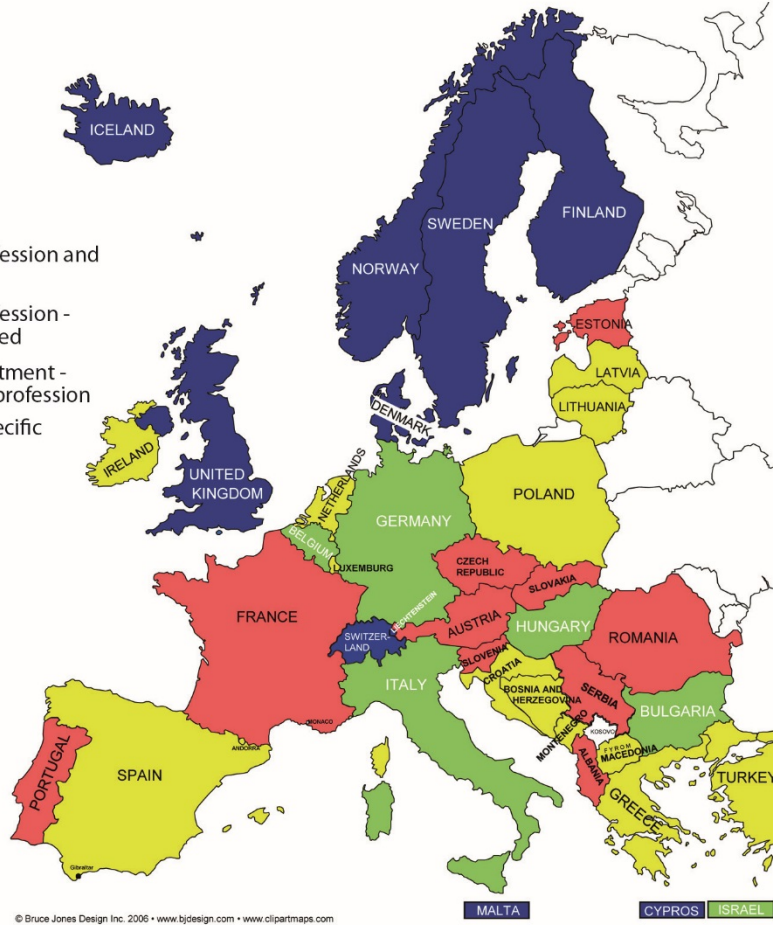 ICELAND
SWEDEN
FINLAND
NORWAY
ession and
ession -
ed
tment -
profession
ecific
ESTONIA
LATVIA
LITHUANIA
DENMARK
IRELAND
UNITED
KINGDOM
NETHERLANDS
POLAND
GERMANY
BELGIUM
LUXEMBURG
CZECH
REPUBLIC
SLOVAKIA
LIECHTENSTEIN
FRANCE
AUSTRIA
HUNGARY
ROMANIA
SWITZER-
LAND
SLOVENIA
ITALY
CROATIA
BOSNIA AND
HERZEGOVINA
SERBIA
BULGARIA
MONACO
MONTENEGRO
KOSOVO
ANDORRA
FYROM
MACEDONIA
ALBANIA
PORTUGAL
SPAIN
TURKEY
GREECE
Gibraltar
MALTA
CYPROS
ISRAEL
© Bruce Jones Design Inc. 2006 • www.bjdesign.com • www.clipartmaps.com